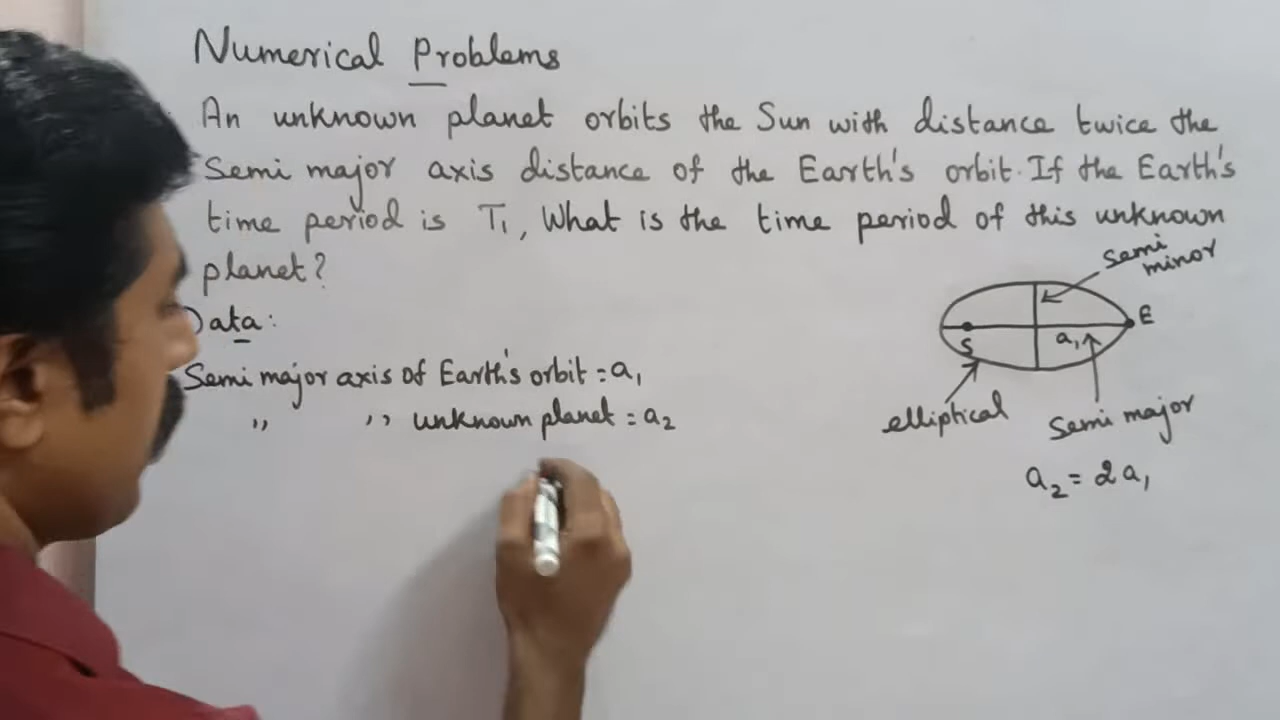 Numerical Problems
An unknown planet orbits the Sun with distance twice the
Semi major axis distance of the Earth's orbit. If the Earth's
time period is T₁, What is the time period of this unknown
planet?
Data:
Semi major axis of Earth's orbit = a₁
,, ,, unknown planet = a₂
Semi
minor
E
S
a₁
elliptical
Semi major
a₂ = 2a₁